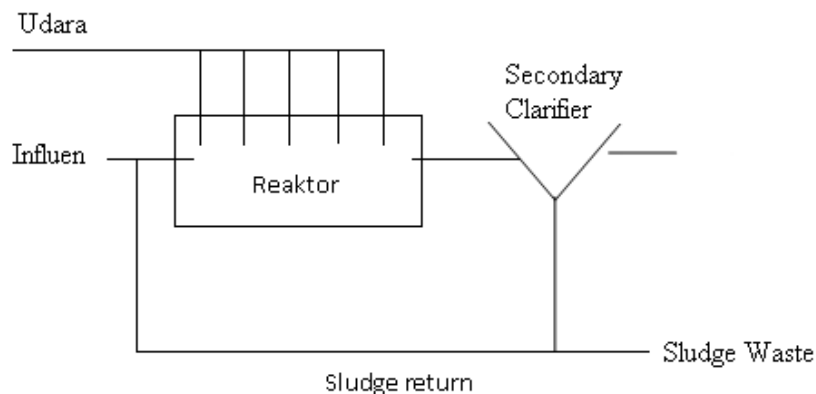 Udara
Secondary
Clarifier
Influen
Reaktor
Sludge Waste
Sludge return